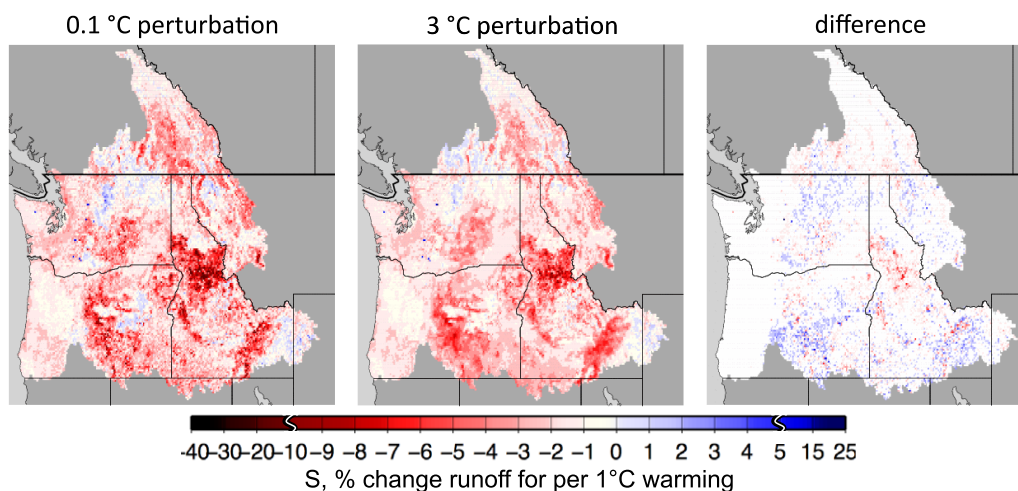 0.1 °C perturbation 3 °C perturbation difference
-40 -30 -20 -10 -9 -8 -7 -6 -5 -4 -3 -2 -1 0 1 2 3 4 5 15 25
S, % change runoff for per 1°C warming